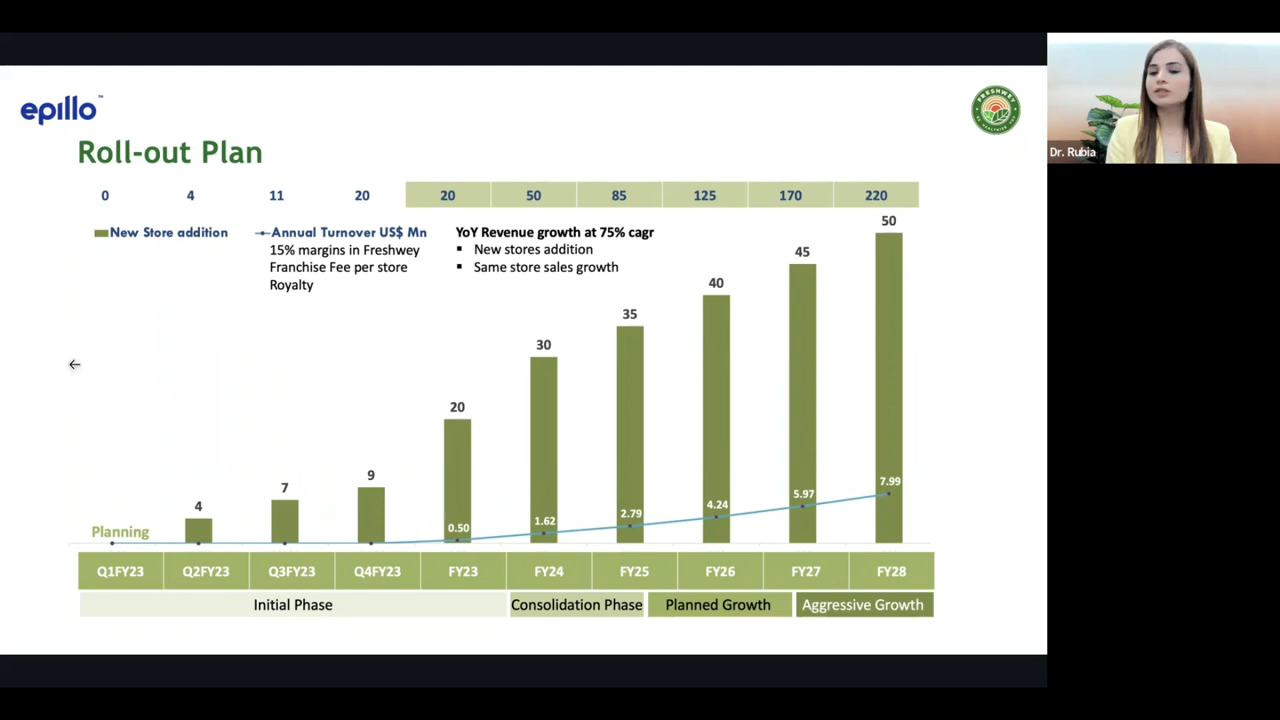 epillo™
FRESHWEY
Roll-out Plan
0 4 11 20 20 50 85 125 170 220
New Store addition
Annual Turnover US$ Mn
15% margins in Freshwey
Franchise Fee per store
Royalty
YoY Revenue growth at 75% cagr
▪ New stores addition
▪ Same store sales growth
4 7 9 20 30 35 40 45 50
0.50 1.62 2.79 4.24 5.97 7.99
Planning
Q1FY23 Q2FY23 Q3FY23 Q4FY23 FY23 FY24 FY25 FY26 FY27 FY28
Initial Phase Consolidation Phase Planned Growth Aggressive Growth
Dr. Rubia